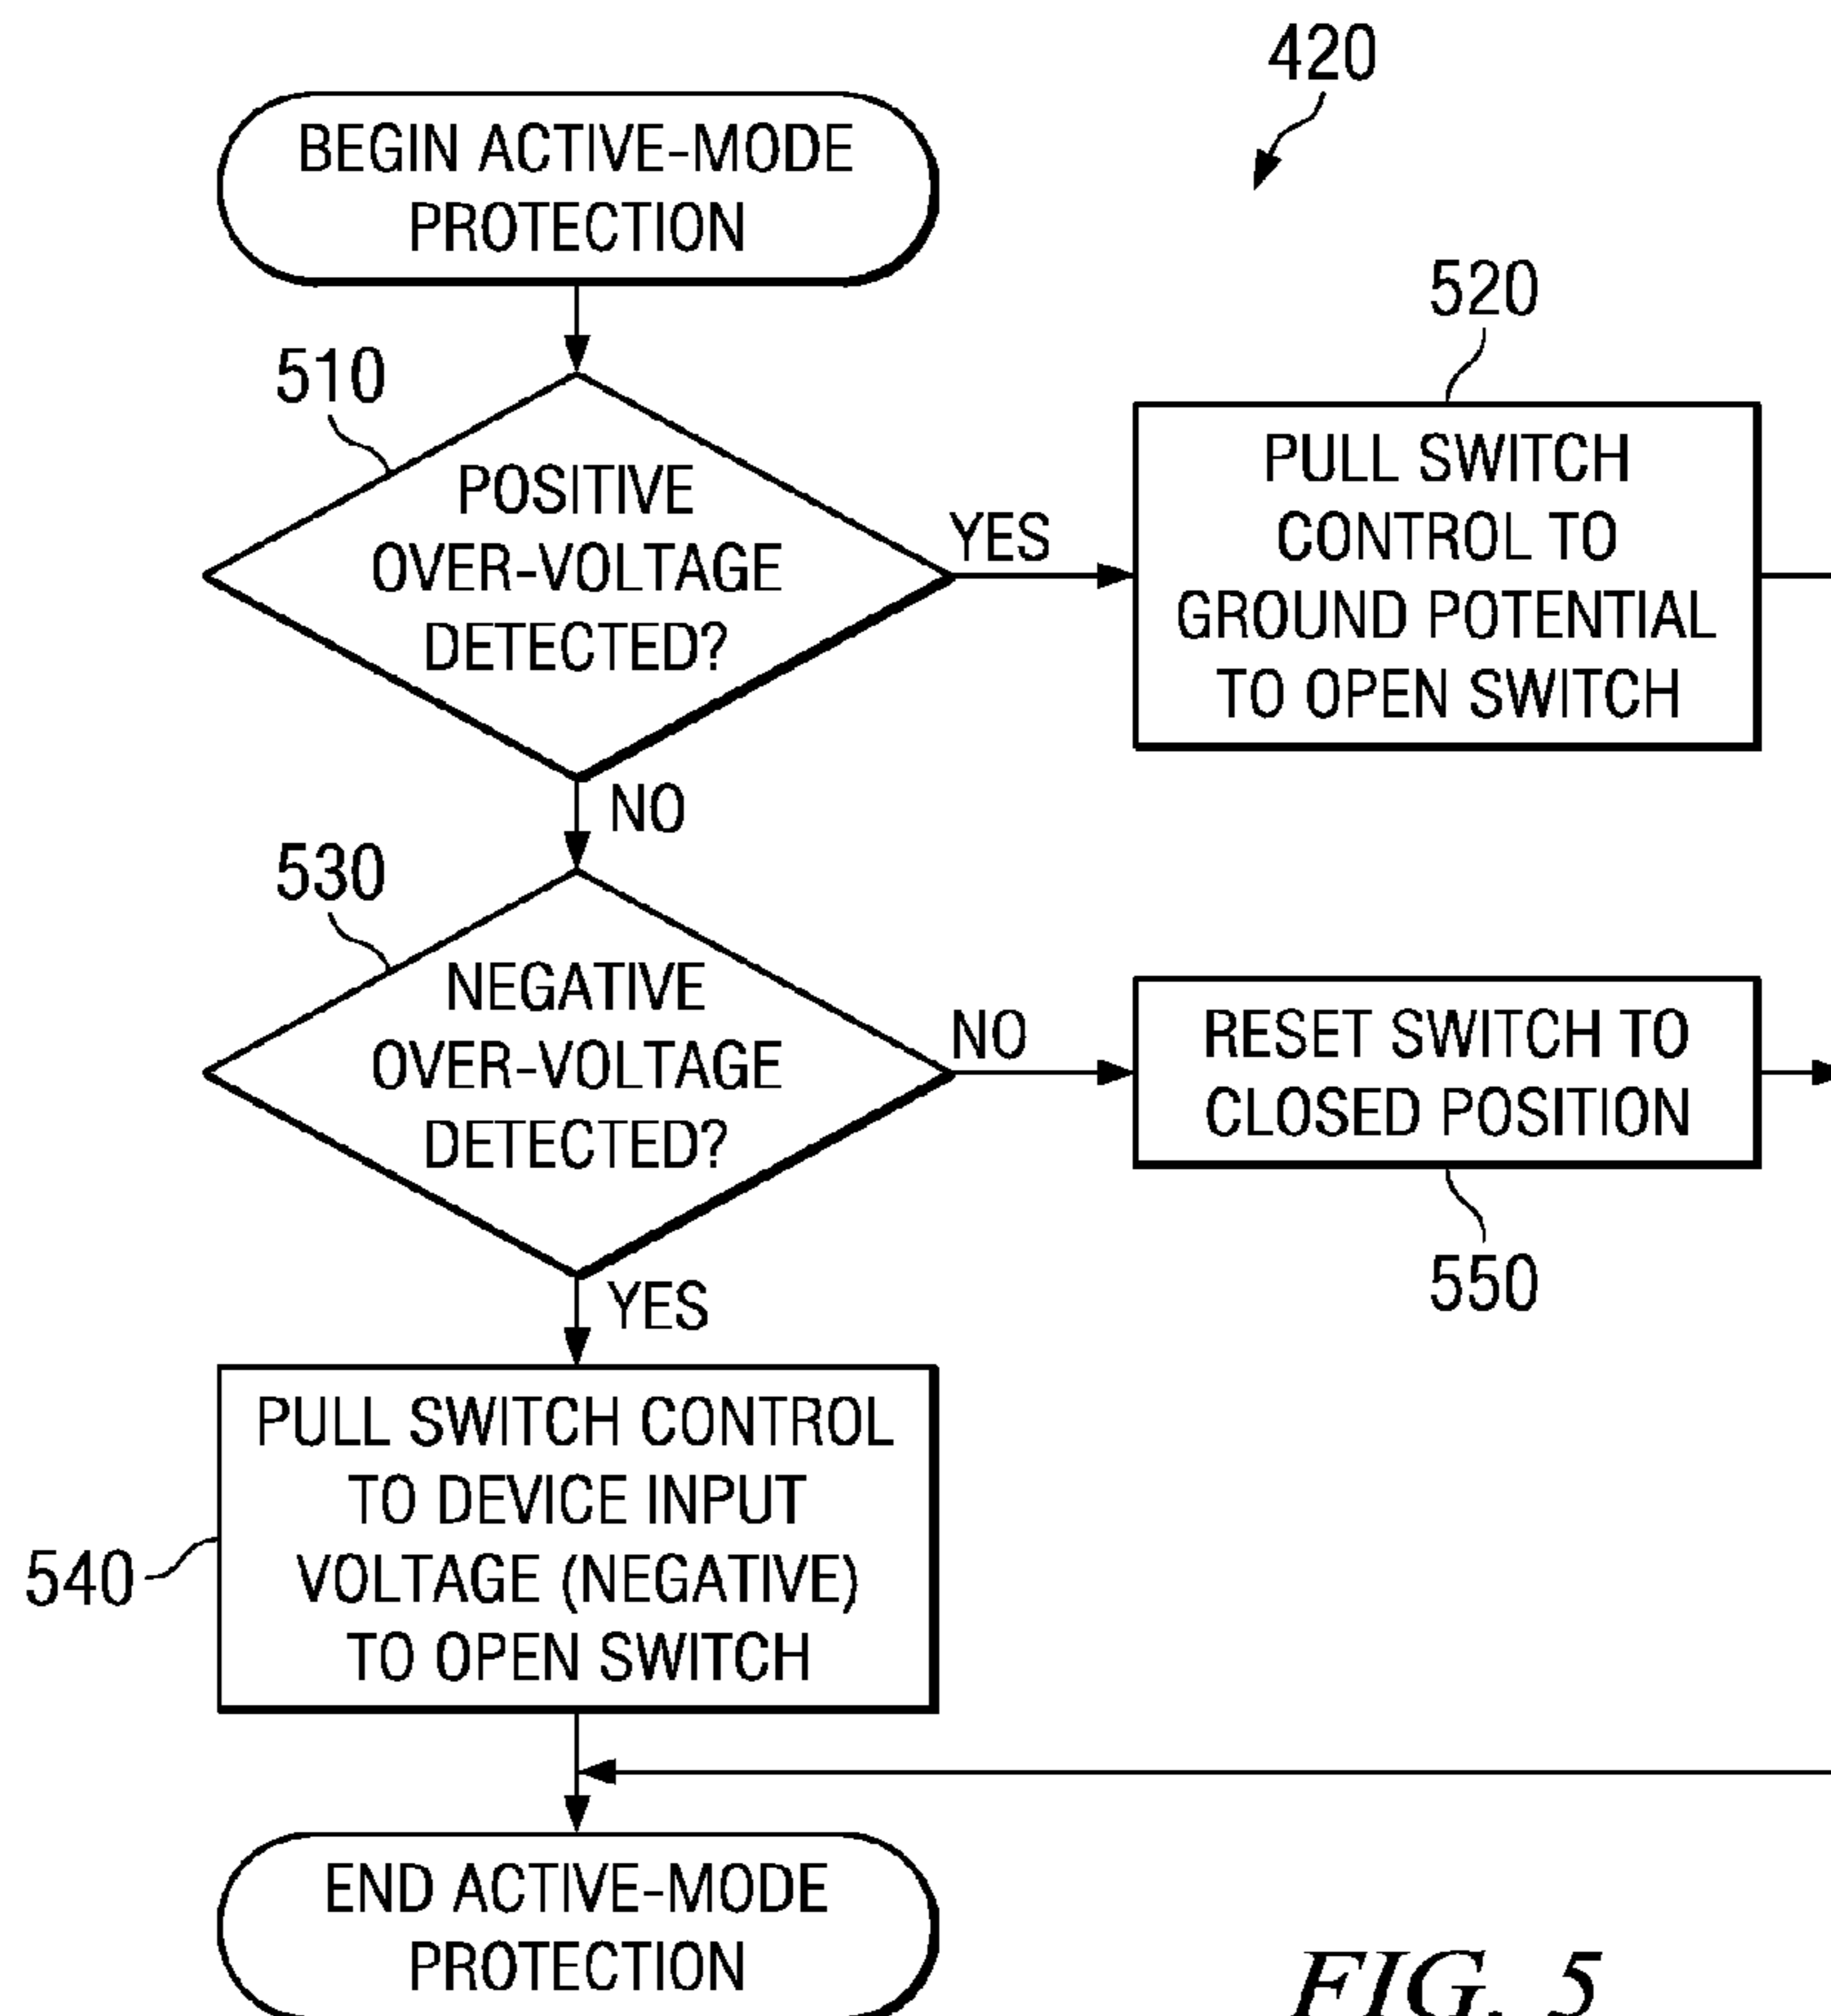 420
BEGIN ACTIVE-MODE
PROTECTION
510
POSITIVE
OVER-VOLTAGE
DETECTED?
YES
520
PULL SWITCH
CONTROL TO
GROUND POTENTIAL
TO OPEN SWITCH
NO
530
NEGATIVE
OVER-VOLTAGE
DETECTED?
NO
RESET SWITCH TO
CLOSED POSITION
550
YES
540
PULL SWITCH CONTROL
TO DEVICE INPUT
VOLTAGE (NEGATIVE)
TO OPEN SWITCH
END ACTIVE-MODE
PROTECTION
FIG. 5